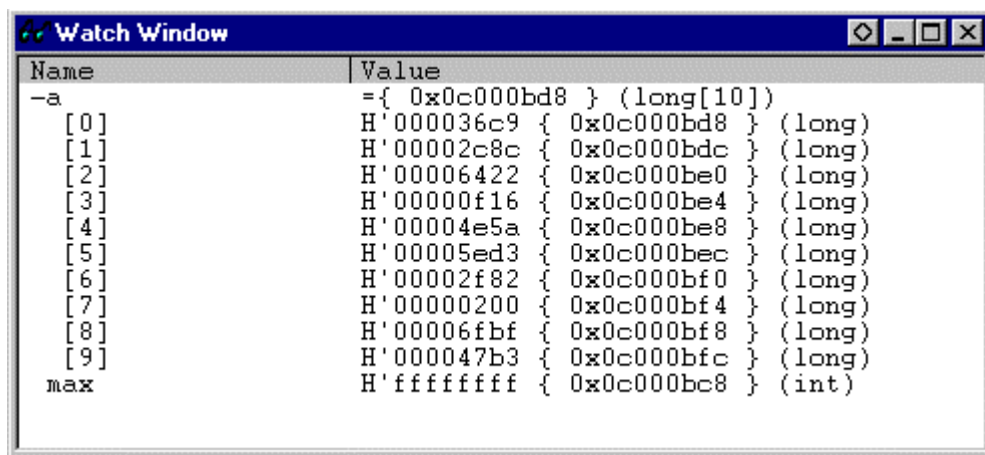 Watch Window
Name Value
-a ={ 0x0c000bd8 } (long[10])
[0] H'000036c9 { 0x0c000bd8 } (long)
[1] H'00002c8c { 0x0c000bdc } (long)
[2] H'00006422 { 0x0c000be0 } (long)
[3] H'00000f16 { 0x0c000be4 } (long)
[4] H'00004e5a { 0x0c000be8 } (long)
[5] H'00005ed3 { 0x0c000bec } (long)
[6] H'00002f82 { 0x0c000bf0 } (long)
[7] H'00000200 { 0x0c000bf4 } (long)
[8] H'00006fbf { 0x0c000bf8 } (long)
[9] H'000047b3 { 0x0c000bfc } (long)
max H'ffffffff { 0x0c000bc8 } (int)